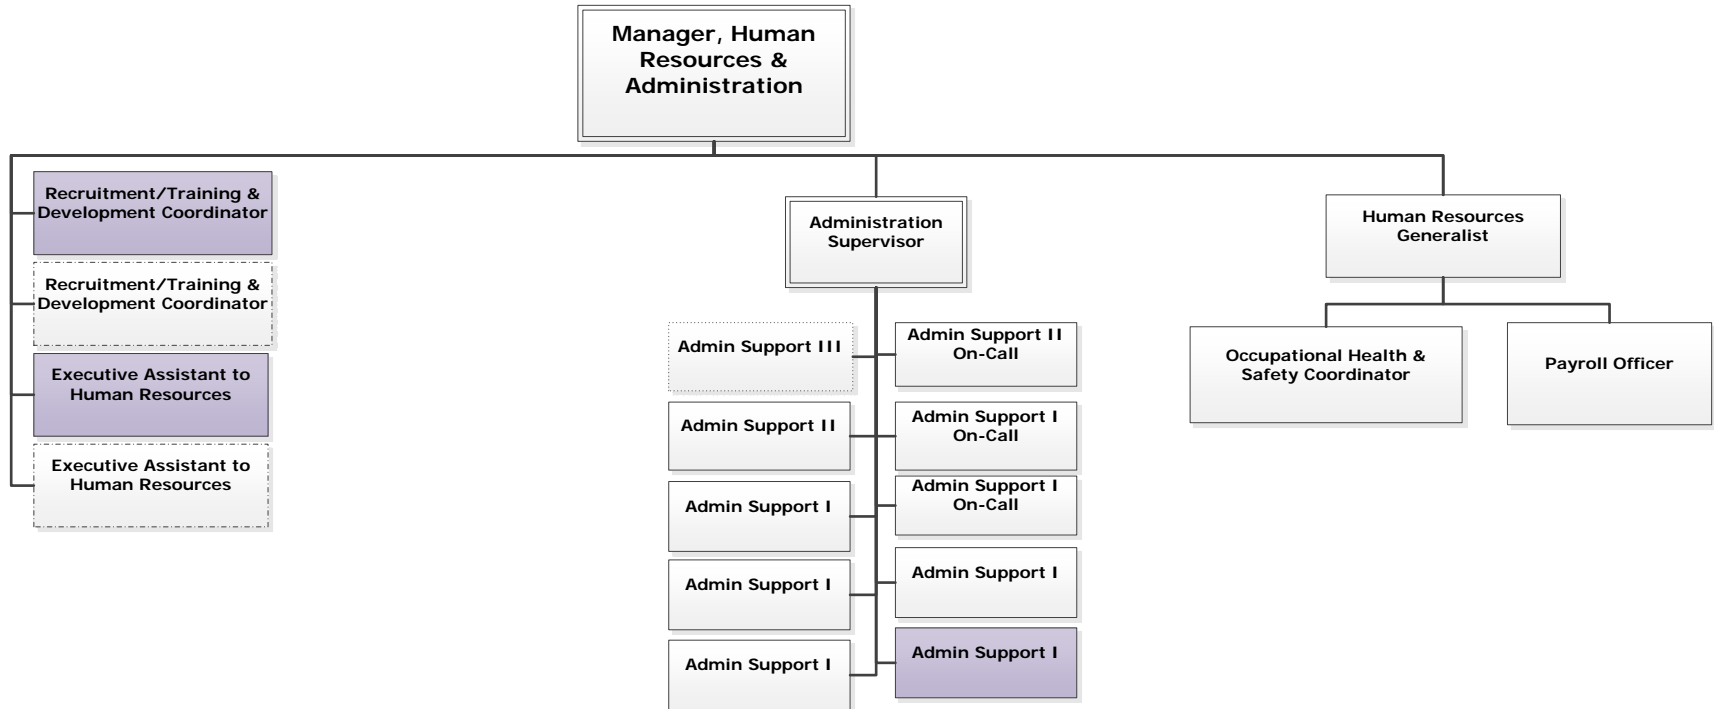 Manager, Human
Resources &
Administration
Recruitment/Training &
Development Coordinator
Recruitment/Training &
Development Coordinator
Executive Assistant to
Human Resources
Executive Assistant to
Human Resources
Administration
Supervisor
Admin Support III
Admin Support II
Admin Support I
Admin Support I
Admin Support I
Admin Support II
On-Call
Admin Support I
On-Call
Admin Support I
On-Call
Admin Support I
Admin Support I
Human Resources
Generalist
Occupational Health &
Safety Coordinator
Payroll Officer